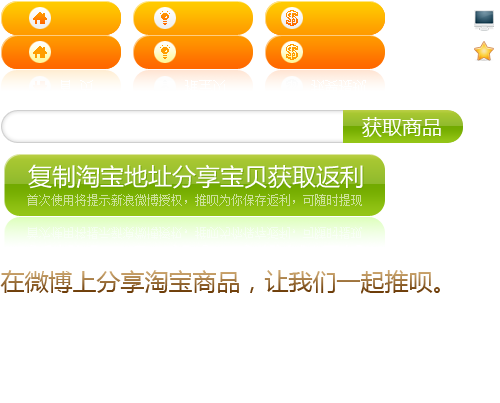 获取商品
复制淘宝地址分享宝贝获取返利
首次使用将提示新浪微博授权，推呗为你保存返利，可随时提现
在微博上分享淘宝商品，让我们一起推呗。